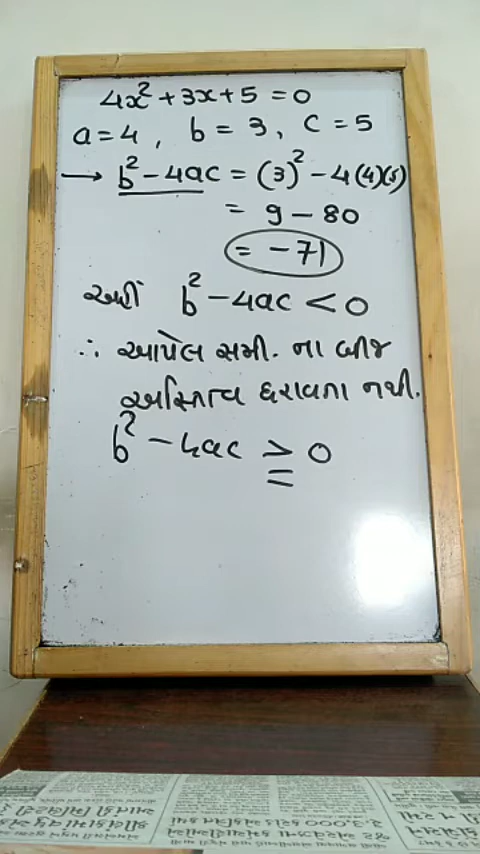 4x² + 3x + 5 = 0
a = 4 , b = 3 , c = 5
→ b² - 4ac = (3)² - 4(4)(5)
= 9 - 80
= -71
અહીં b² - 4ac < 0
∴ આપેલ સમી. ના બીજ
અસ્તિત્વ ધરાવતા નથી.
b² - 4ac ≥ 0